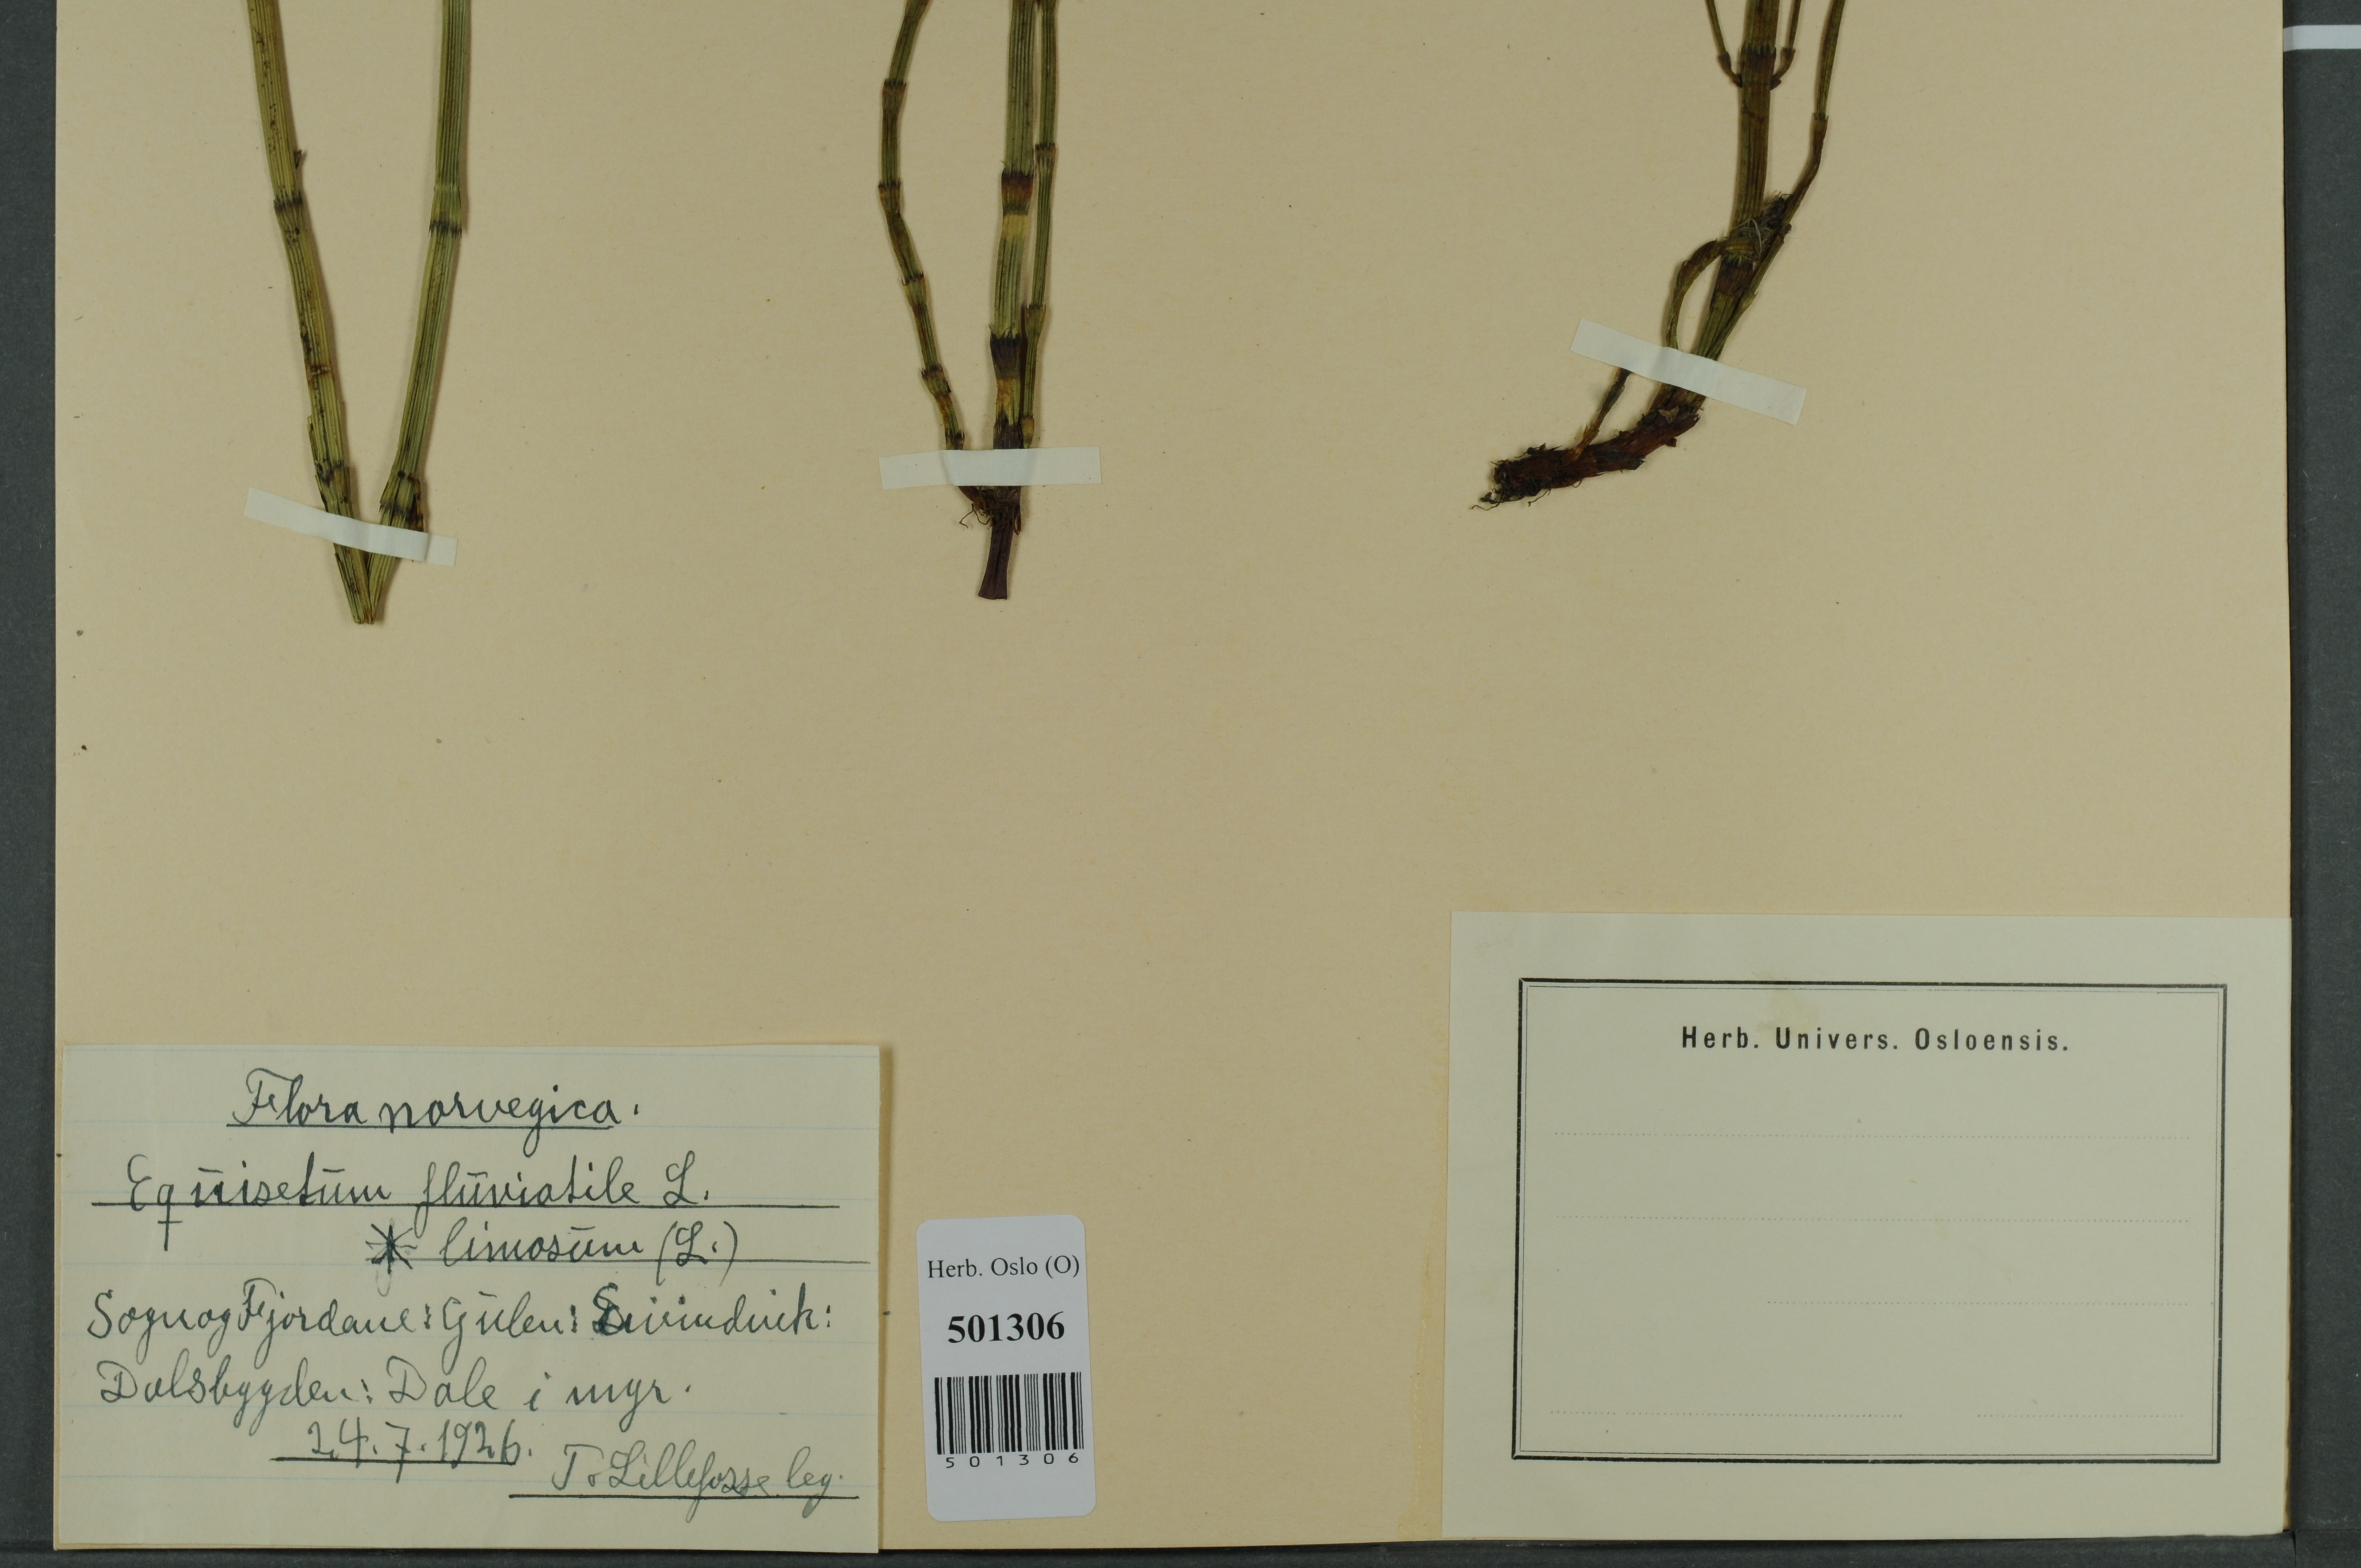 Flora norvegica.
Equisetum fluviatile L.
* limosum (L.)
Sogn og Fjordane: Gulen: Eivindvik:
Dalsbygden: Dale i myr.
24.7.1926.
T. Lillefosse leg.
Herb. Oslo (O)
501306
501306
Herb. Univers. Osloensis.